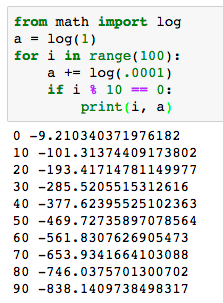 from math import log
a = log(1)
for i in range(100):
    a += log(.0001)
    if i % 10 == 0:
        print(i, a)
0 -9.210340371976182
10 -101.31374409173802
20 -193.41714781149977
30 -285.5205515312616
40 -377.62395525102363
50 -469.72735897078564
60 -561.8307626905473
70 -653.9341664103088
80 -746.0375701300702
90 -838.1409738498317